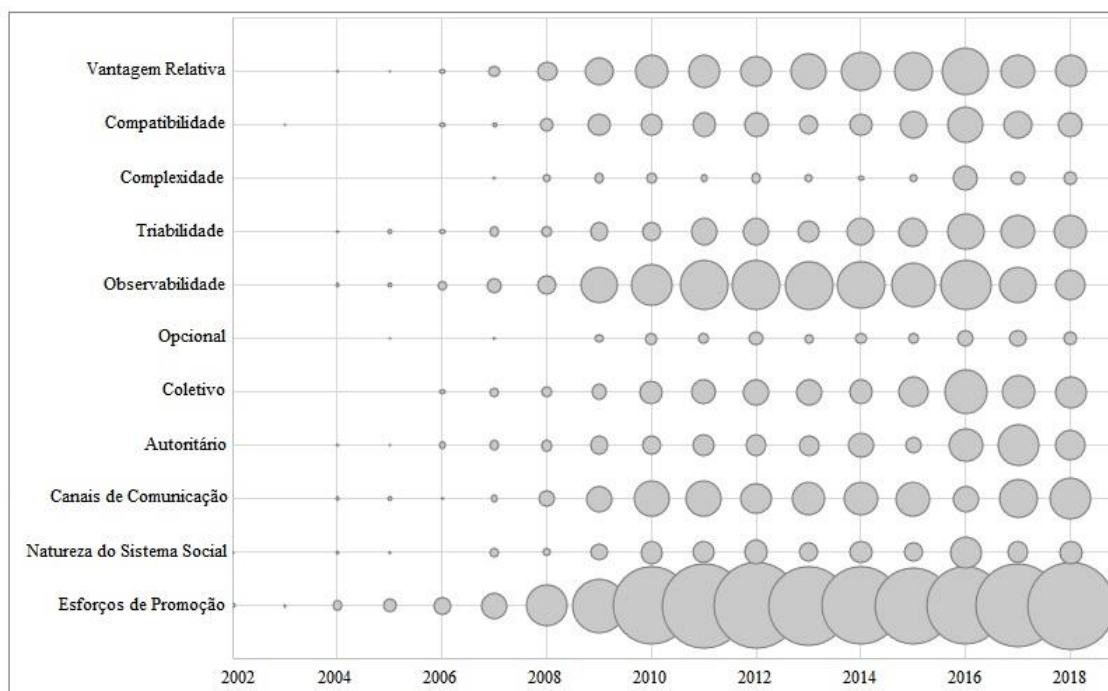 Vantagem Relativa
Compatibilidade
Complexidade
Triabilidade
Observabilidade
Opcional
Coletivo
Autoritário
Canais de Comunicação
Natureza do Sistema Social
Esforços de Promoção
2002 2004 2006 2008 2010 2012 2014 2016 2018